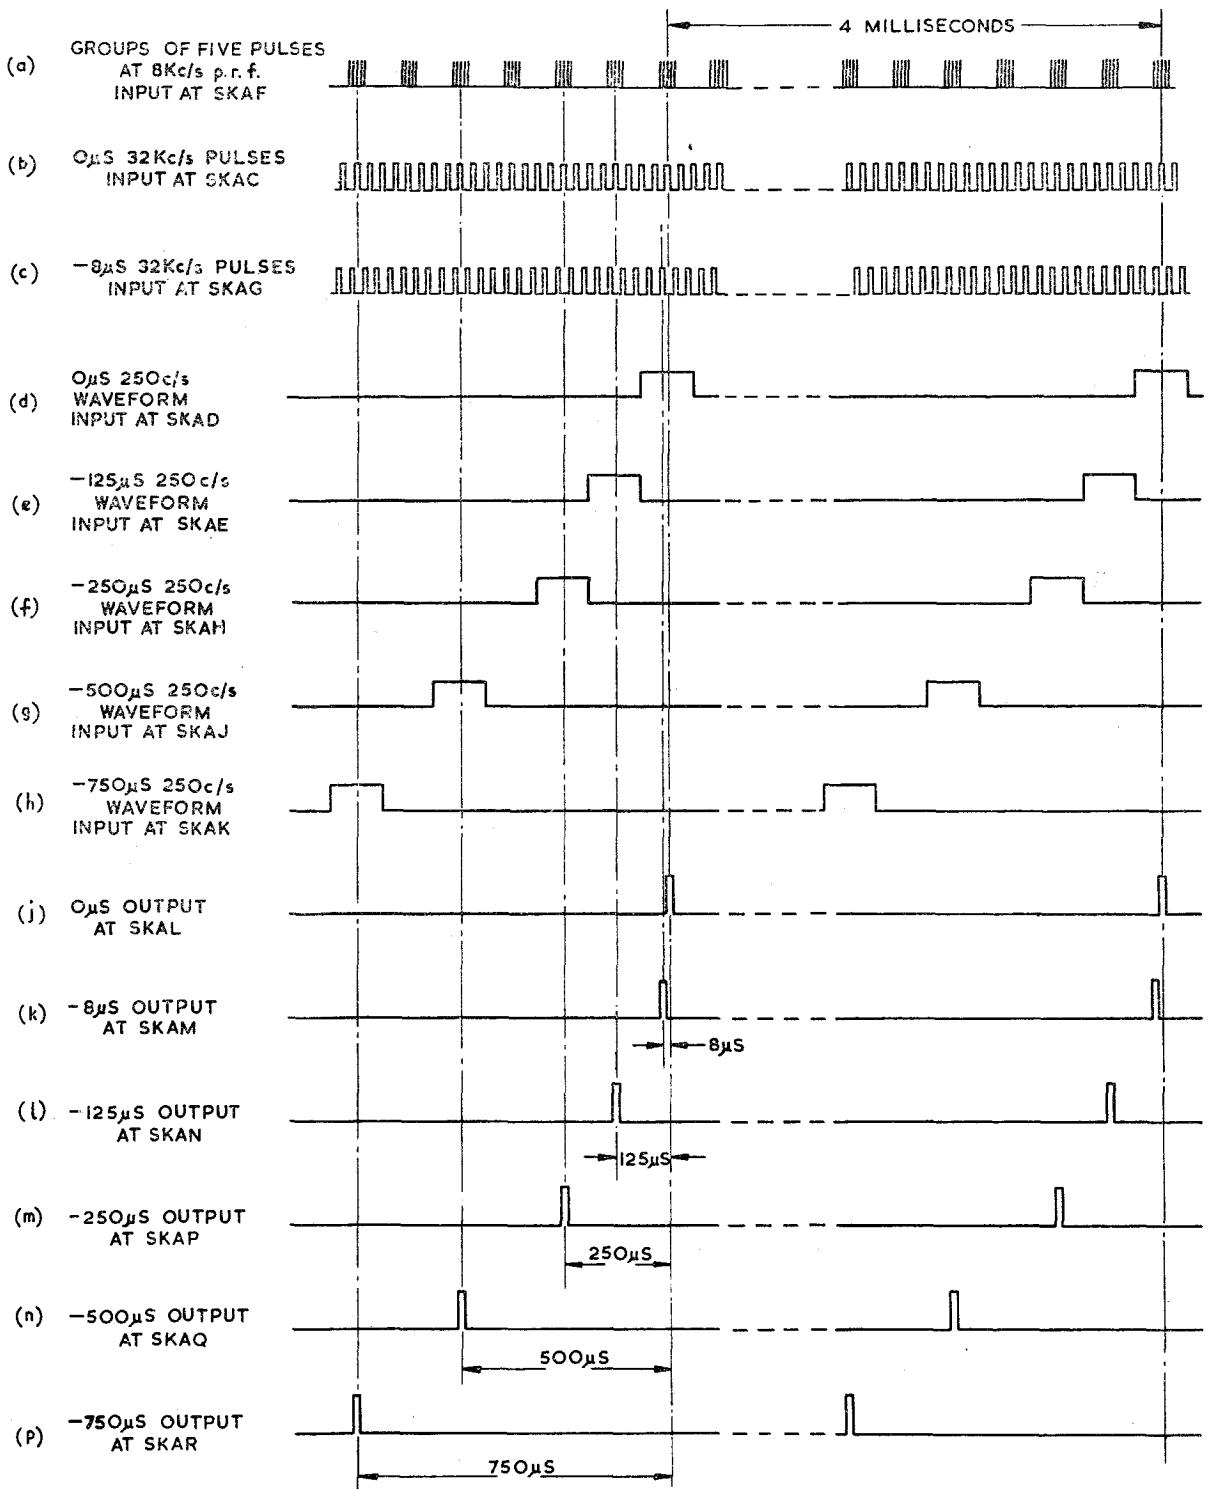 4 MILLISECONDS
(a) GROUPS OF FIVE PULSES
AT 8Kc/s p.r.f.
INPUT AT SKAF
(b) 0µS 32Kc/s PULSES
INPUT AT SKAC
(c) -8µS 32Kc/s PULSES
INPUT AT SKAG
(d) 0µS 250c/s
WAVEFORM
INPUT AT SKAD
(e) -125µS 250c/s
WAVEFORM
INPUT AT SKAE
(f) -250µS 250c/s
WAVEFORM
INPUT AT SKAH
(g) -500µS 250c/s
WAVEFORM
INPUT AT SKAJ
(h) -750µS 250c/s
WAVEFORM
INPUT AT SKAK
(j) 0µS OUTPUT
AT SKAL
(k) -8µS OUTPUT
AT SKAM
8µS
(l) -125µS OUTPUT
AT SKAN
125µS
(m) -250µS OUTPUT
AT SKAP
250µS
(n) -500µS OUTPUT
AT SKAQ
500µS
(p) -750µS OUTPUT
AT SKAR
750µS